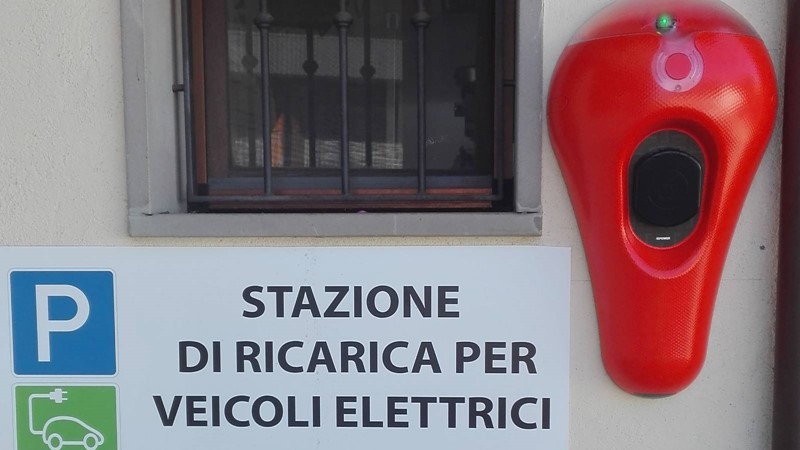 P
STAZIONE
DI RICARICA PER
VEICOLI ELETTRICI